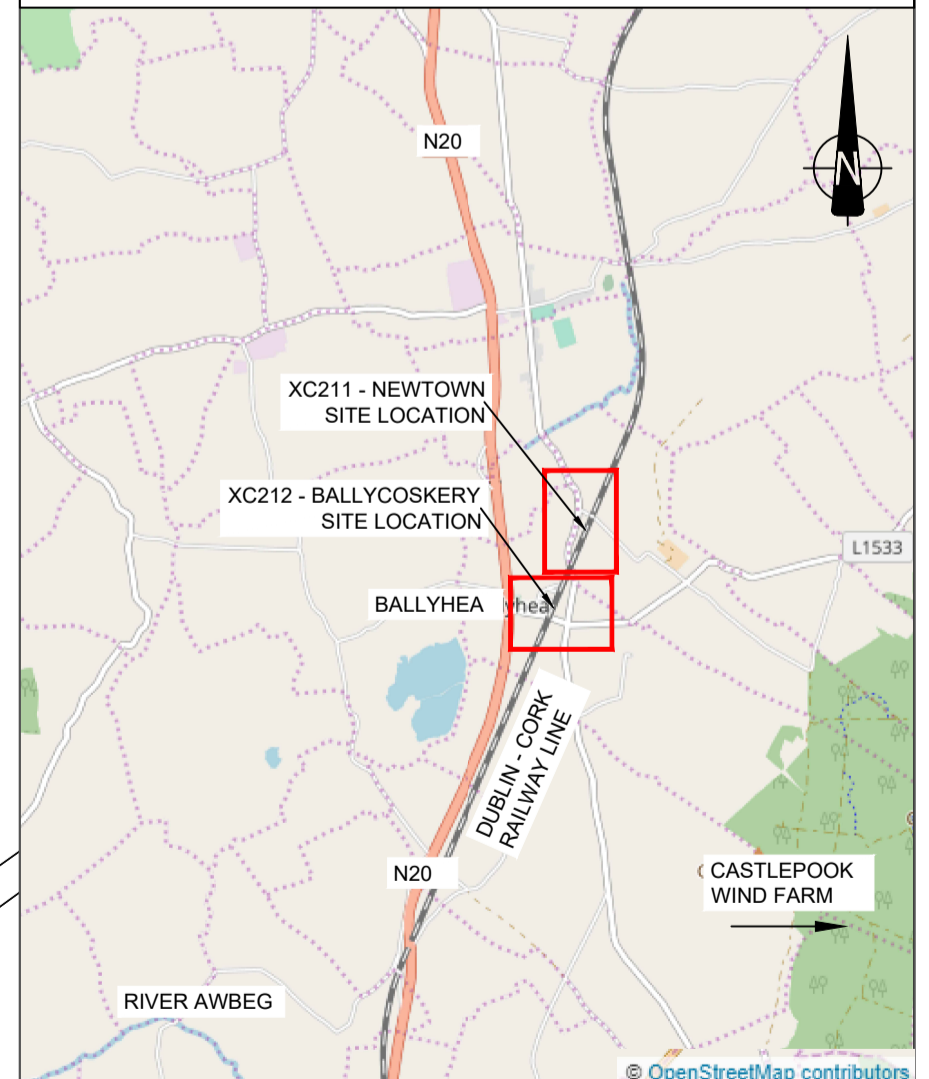 N20
N
XC211 - NEWTOWN
SITE LOCATION
XC212 - BALLYCOSKERY
SITE LOCATION
L1533
BALLYHEA
yhea
DUBLIN - CORK
RAILWAY LINE
N20
CASTLEPOOK
WIND FARM
RIVER AWBEG
© OpenStreetMap contributors